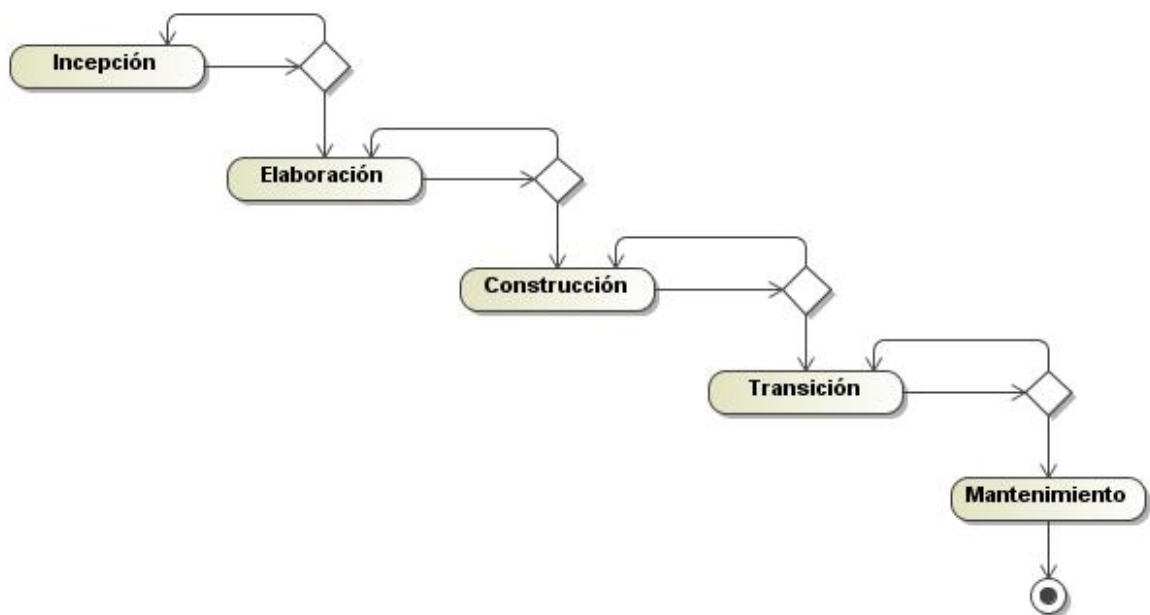 Incepción
Elaboración
Construcción
Transición
Mantenimiento